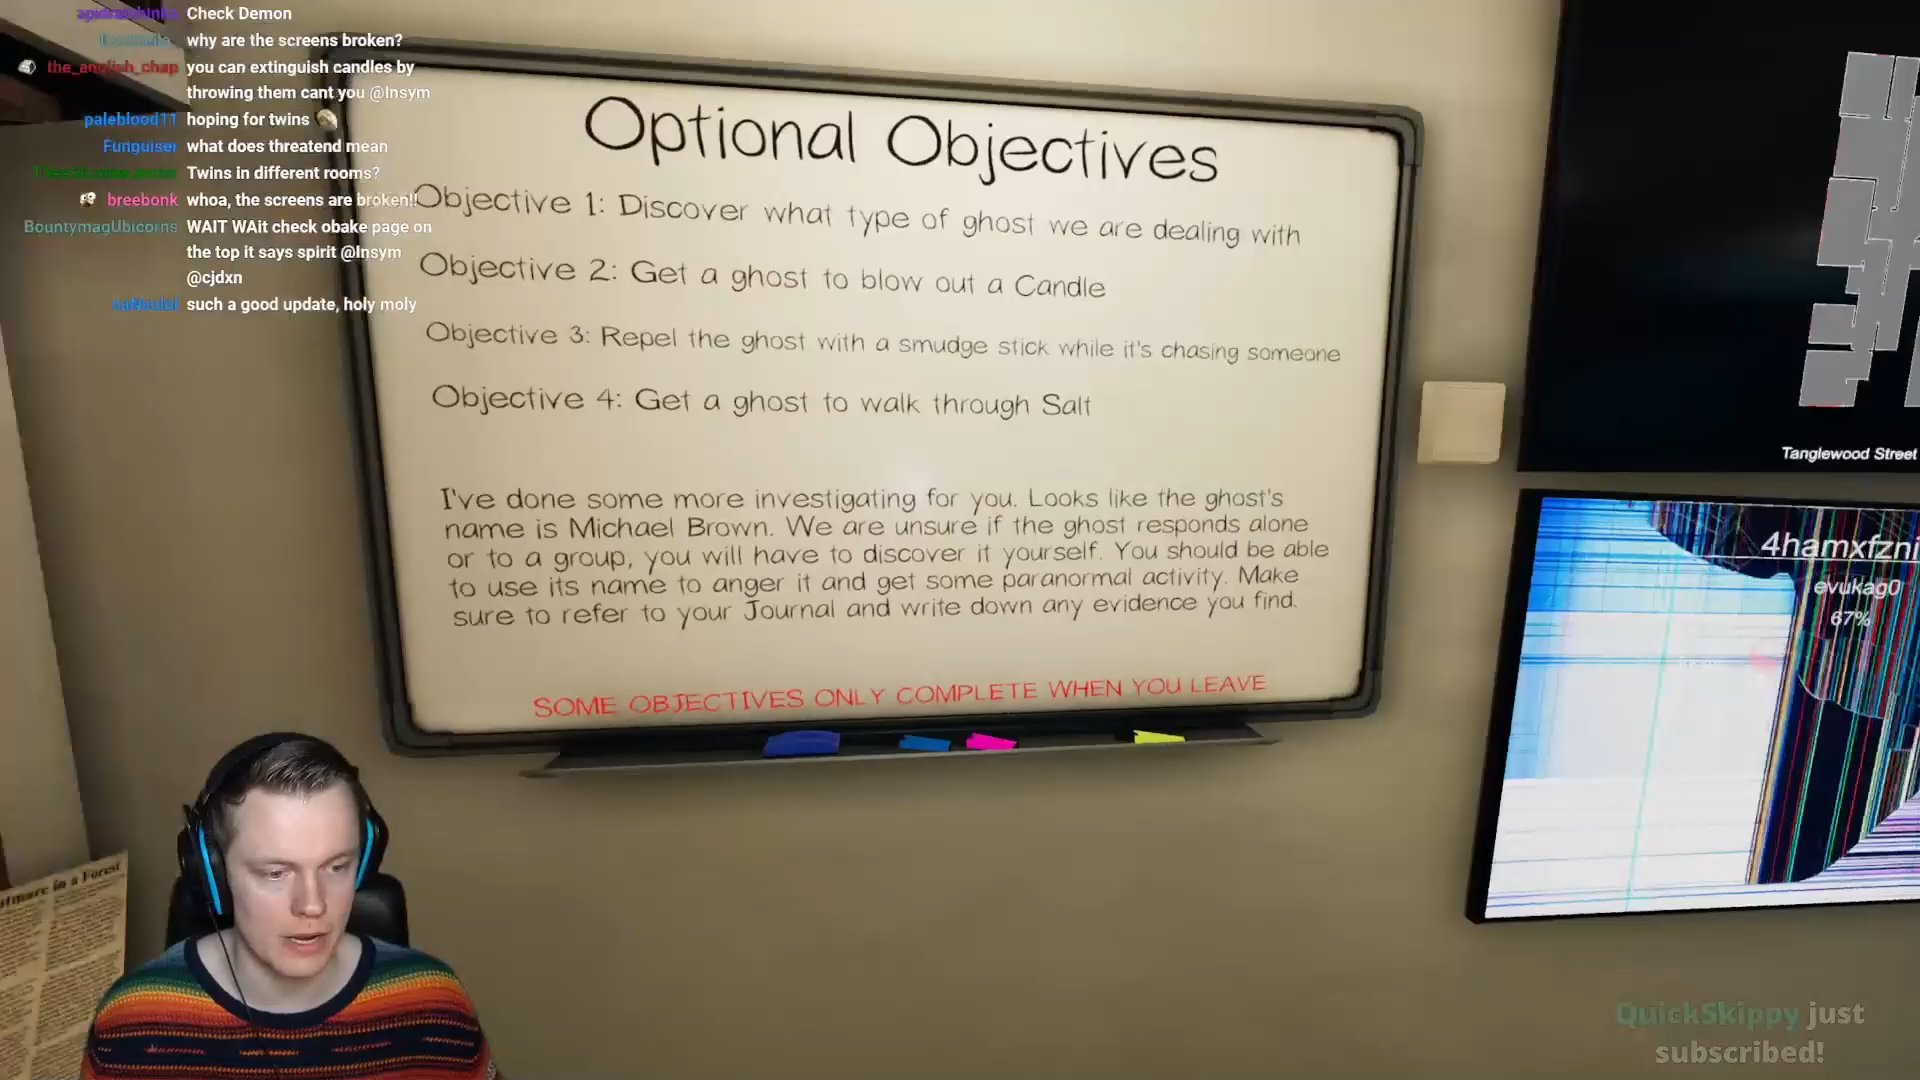 Check Demon
why are the screens broken?
the_english_chap you can extinguish candles by
throwing them cant you @Insym
paleblood11 hoping for twins
Funguiser what does threatend mean
Twins in different rooms?
breebonk whoa, the screens are broken!!
BountymagUbicorns WAIT WAit check obake page on
the top it says spirit @Insym
@cjdxn
such a good update, holy moly
Optional Objectives
Objective 1: Discover what type of ghost we are dealing with
Objective 2: Get a ghost to blow out a Candle
Objective 3: Repel the ghost with a smudge stick while it's chasing someone
Objective 4: Get a ghost to walk through Salt
I've done some more investigating for you. Looks like the ghost's
name is Michael Brown. We are unsure if the ghost responds alone
or to a group, you will have to discover it yourself. You should be able
to use its name to anger it and get some paranormal activity. Make
sure to refer to your Journal and write down any evidence you find.
SOME OBJECTIVES ONLY COMPLETE WHEN YOU LEAVE
Tanglewood Street
4hamxfzni
evukag0
67%
in a Forest
QuickSkippy just
subscribed!